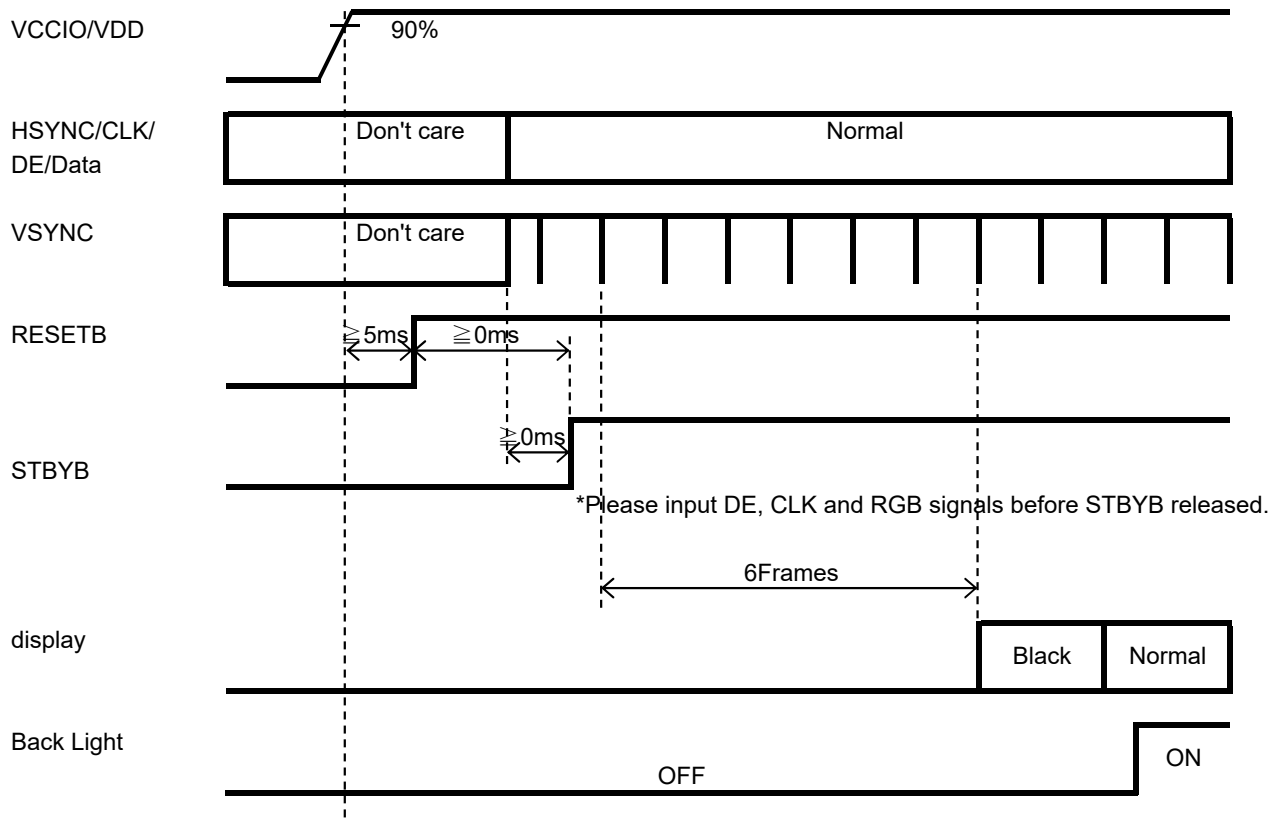 VCCIO/VDD
90%
HSYNC/CLK/
DE/Data
Don't care
Normal
VSYNC
Don't care
RESETB
≧5ms
≧0ms
≧0ms
STBYB
*Please input DE, CLK and RGB signals before STBYB released.
6Frames
display
Black
Normal
Back Light
OFF
ON